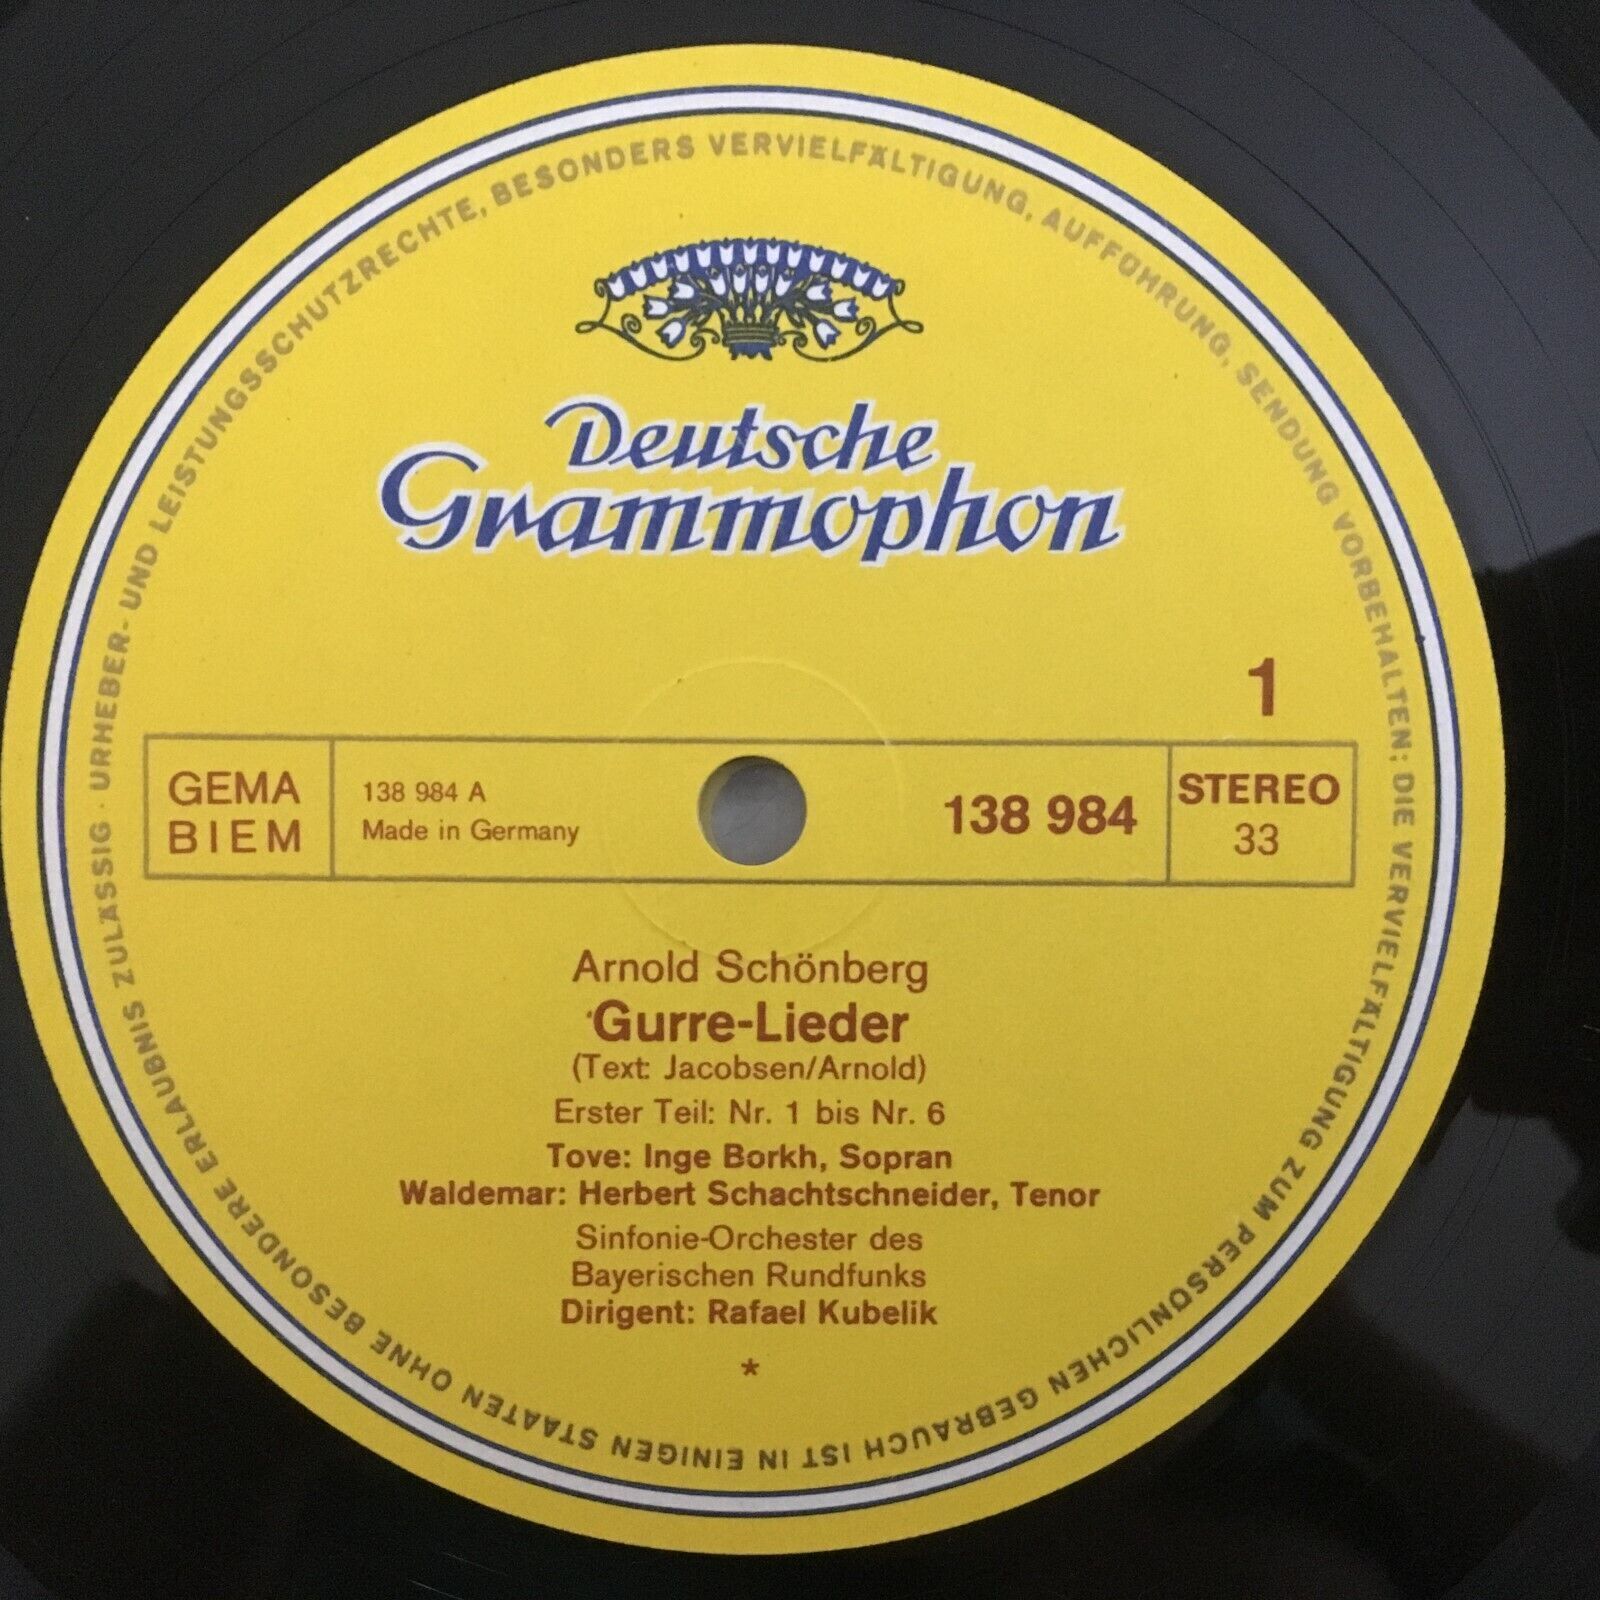 URHEBER- UND LEISTUNGSSCHUTZRECHTE, BESONDERS VERVIELFÄLTIGUNG, AUFFÜHRUNG, SENDUNG VORBEHALTEN; DIE VERVIELFÄLTIGUNG ZUM PERSÖNLICHEN GEBRAUCH IST IN EINIGEN STAATEN OHNE BESONDERE ERLAUBNIS ZULÄSSIG ·
Deutsche
Grammophon
1
GEMA
BIEM
138 984 A
Made in Germany
138 984
STEREO
33
Arnold Schönberg
Gurre-Lieder
(Text: Jacobsen/Arnold)
Erster Teil: Nr. 1 bis Nr. 6
Tove: Inge Borkh, Sopran
Waldemar: Herbert Schachtschneider, Tenor
Sinfonie-Orchester des
Bayerischen Rundfunks
Dirigent: Rafael Kubelik
*